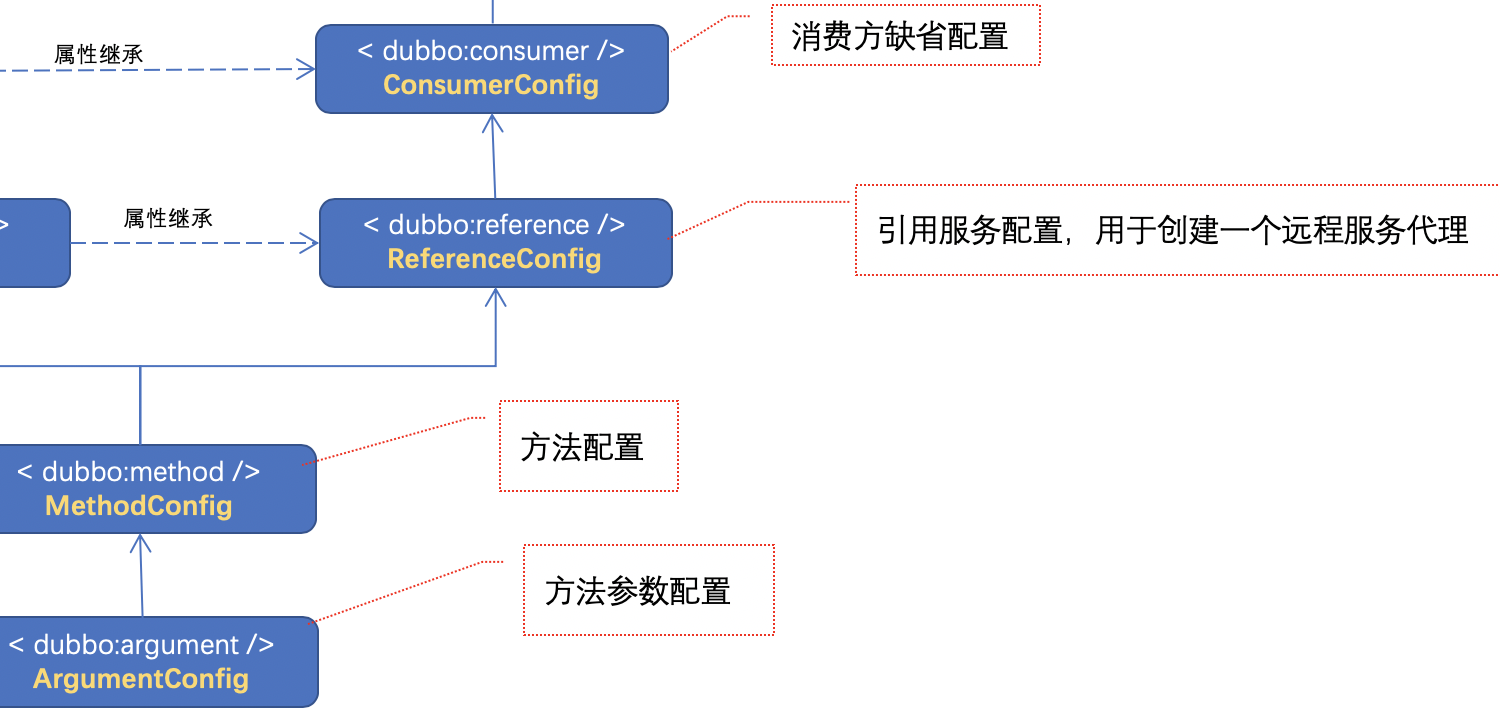 属性继承
< dubbo:consumer />
ConsumerConfig
消费方缺省配置
/>
属性继承
< dubbo:reference />
ReferenceConfig
引用服务配置，用于创建一个远程服务代理
< dubbo:method />
MethodConfig
方法配置
< dubbo:argument />
ArgumentConfig
方法参数配置